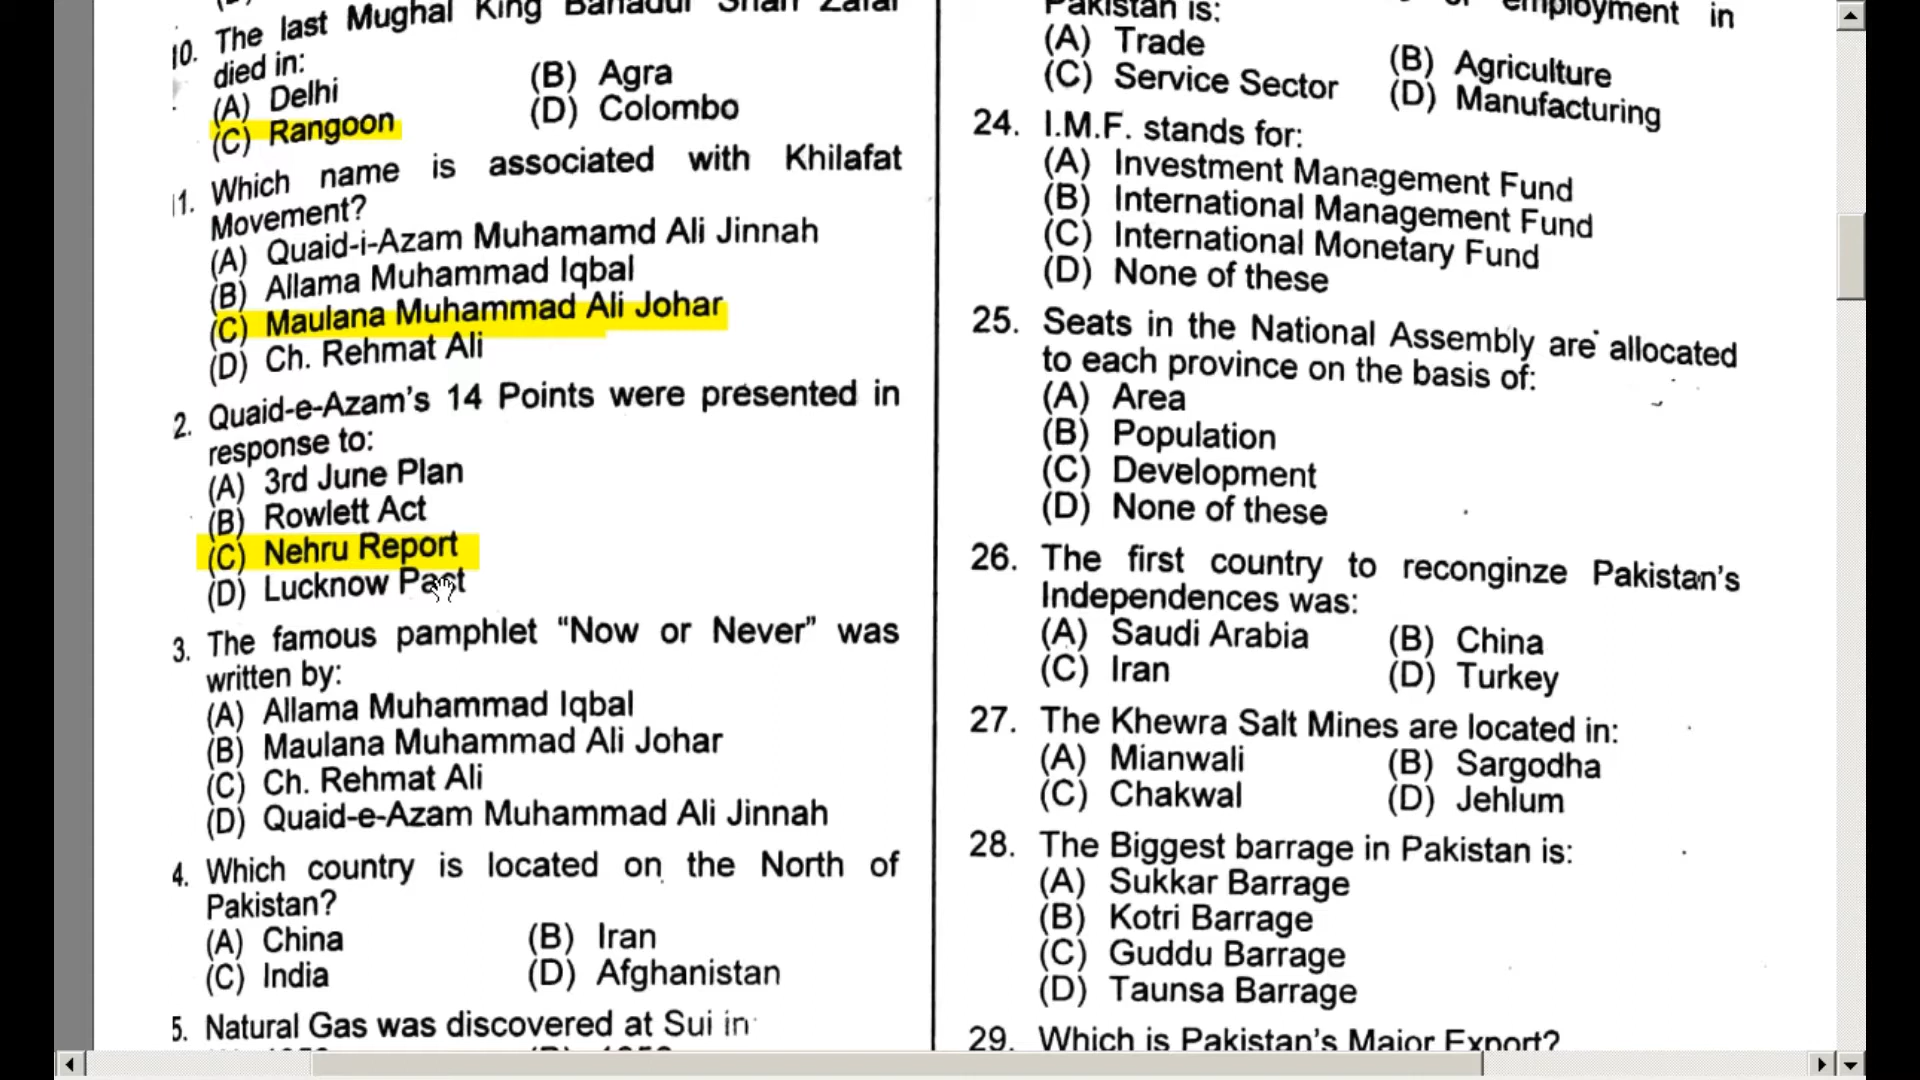 10. The last Mughal King Bahadur Shah Zafar
died in:
(A) Delhi (B) Agra
(C) Rangoon (D) Colombo
11. Which name is associated with Khilafat
Movement?
(A) Quaid-i-Azam Muhamamd Ali Jinnah
(B) Allama Muhammad Iqbal
(C) Maulana Muhammad Ali Johar
(D) Ch. Rehmat Ali
2. Quaid-e-Azam's 14 Points were presented in
response to:
(A) 3rd June Plan
(B) Rowlett Act
(C) Nehru Report
(D) Lucknow Pact
3. The famous pamphlet "Now or Never" was
written by:
(A) Allama Muhammad Iqbal
(B) Maulana Muhammad Ali Johar
(C) Ch. Rehmat Ali
(D) Quaid-e-Azam Muhammad Ali Jinnah
4. Which country is located on the North of
Pakistan?
(A) China (B) Iran
(C) India (D) Afghanistan
5. Natural Gas was discovered at Sui in
employment in
Pakistan is:
(A) Trade (B) Agriculture
(C) Service Sector (D) Manufacturing
24. I.M.F. stands for:
(A) Investment Management Fund
(B) International Management Fund
(C) International Monetary Fund
(D) None of these
25. Seats in the National Assembly are allocated
to each province on the basis of:
(A) Area
(B) Population
(C) Development
(D) None of these
26. The first country to reconginze Pakistan's
Independences was:
(A) Saudi Arabia (B) China
(C) Iran (D) Turkey
27. The Khewra Salt Mines are located in:
(A) Mianwali (B) Sargodha
(C) Chakwal (D) Jehlum
28. The Biggest barrage in Pakistan is:
(A) Sukkar Barrage
(B) Kotri Barrage
(C) Guddu Barrage
(D) Taunsa Barrage
29. Which is Pakistan's Major Export?